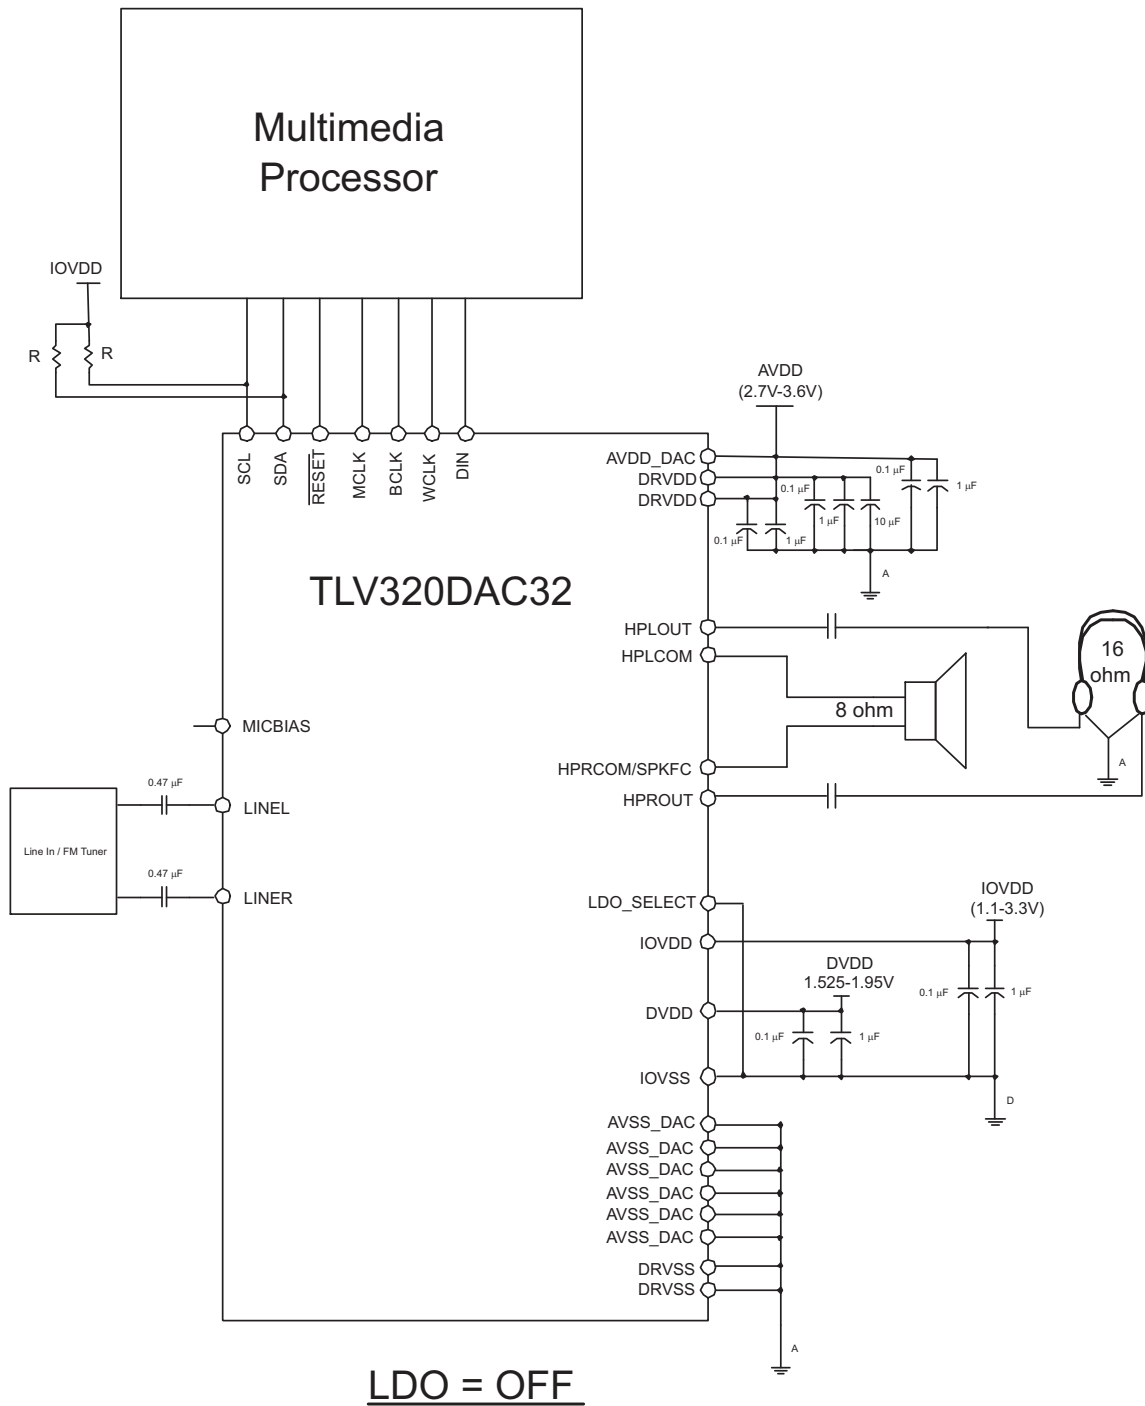 Multimedia
Processor
IOVDD
R
R
SCL
SDA
RESET
MCLK
BCLK
WCLK
DIN
AVDD
(2.7V-3.6V)
AVDD_DAC
DRVDD
DRVDD
0.1 μF
1 μF
0.1 μF
1 μF
10 μF
0.1 μF
1 μF
A
TLV320DAC32
HPLOUT
HPLCOM
8 ohm
16
ohm
A
MICBIAS
HPRCOM/SPKFC
HPROUT
0.47 μF
LINEL
Line In / FM Tuner
0.47 μF
LINER
LDO_SELECT
IOVDD
(1.1-3.3V)
IOVDD
DVDD
1.525-1.95V
0.1 μF
1 μF
DVDD
0.1 μF
1 μF
IOVSS
D
AVSS_DAC
AVSS_DAC
AVSS_DAC
AVSS_DAC
AVSS_DAC
AVSS_DAC
DRVSS
DRVSS
A
LDO = OFF